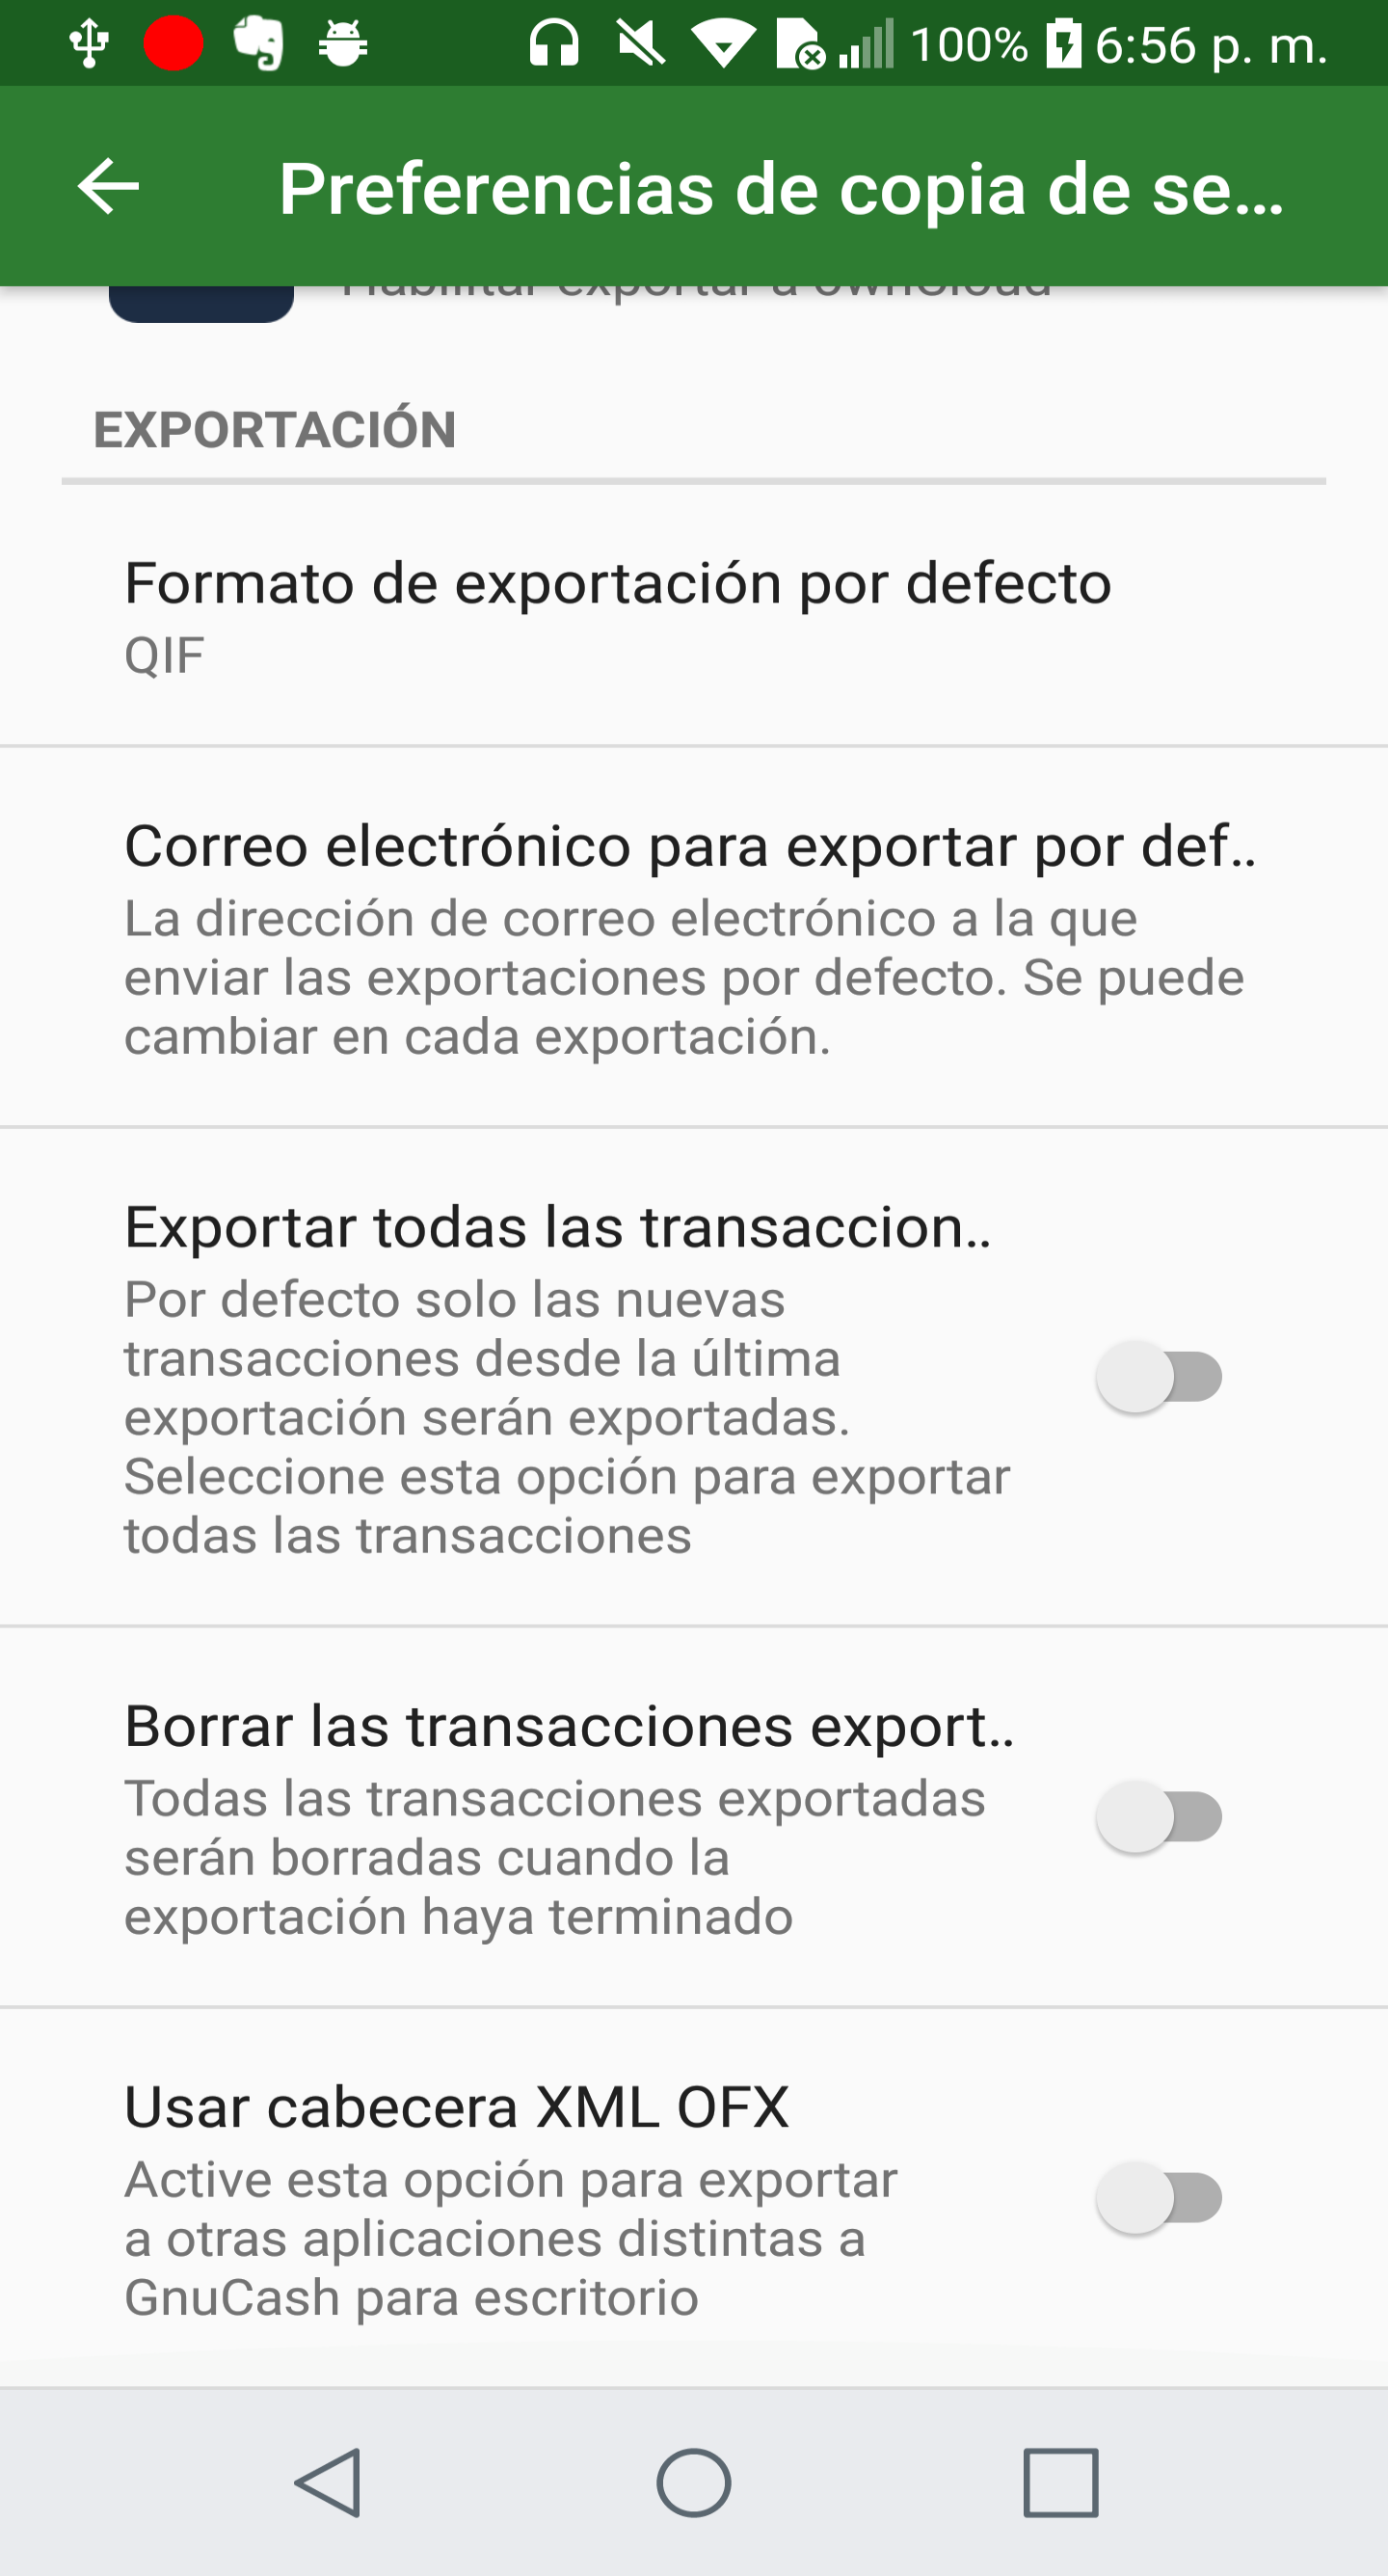 100% 6:56 p. m.
Preferencias de copia de se...
Habilitar exportar a ownCloud
EXPORTACIÓN
Formato de exportación por defecto
QIF
Correo electrónico para exportar por def..
La dirección de correo electrónico a la que
enviar las exportaciones por defecto. Se puede
cambiar en cada exportación.
Exportar todas las transaccion..
Por defecto solo las nuevas
transacciones desde la última
exportación serán exportadas.
Seleccione esta opción para exportar
todas las transacciones
Borrar las transacciones export..
Todas las transacciones exportadas
serán borradas cuando la
exportación haya terminado
Usar cabecera XML OFX
Active esta opción para exportar
a otras aplicaciones distintas a
GnuCash para escritorio